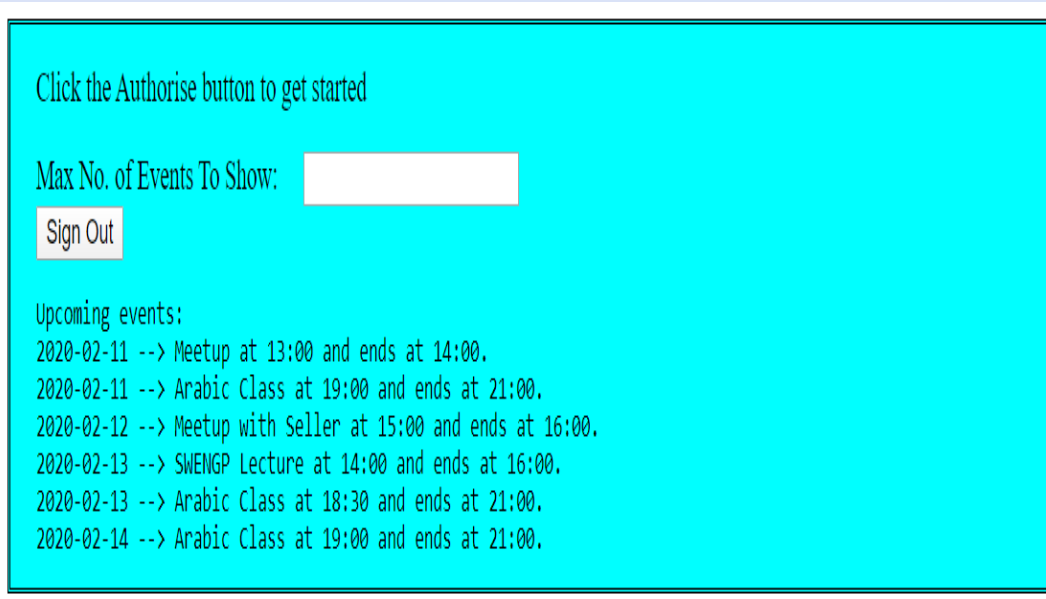 Click the Authorise button to get started
Max No. of Events To Show:
Sign Out
Upcoming events:
2020-02-11 --> Meetup at 13:00 and ends at 14:00.
2020-02-11 --> Arabic Class at 19:00 and ends at 21:00.
2020-02-12 --> Meetup with Seller at 15:00 and ends at 16:00.
2020-02-13 --> SWENGP Lecture at 14:00 and ends at 16:00.
2020-02-13 --> Arabic Class at 18:30 and ends at 21:00.
2020-02-14 --> Arabic Class at 19:00 and ends at 21:00.